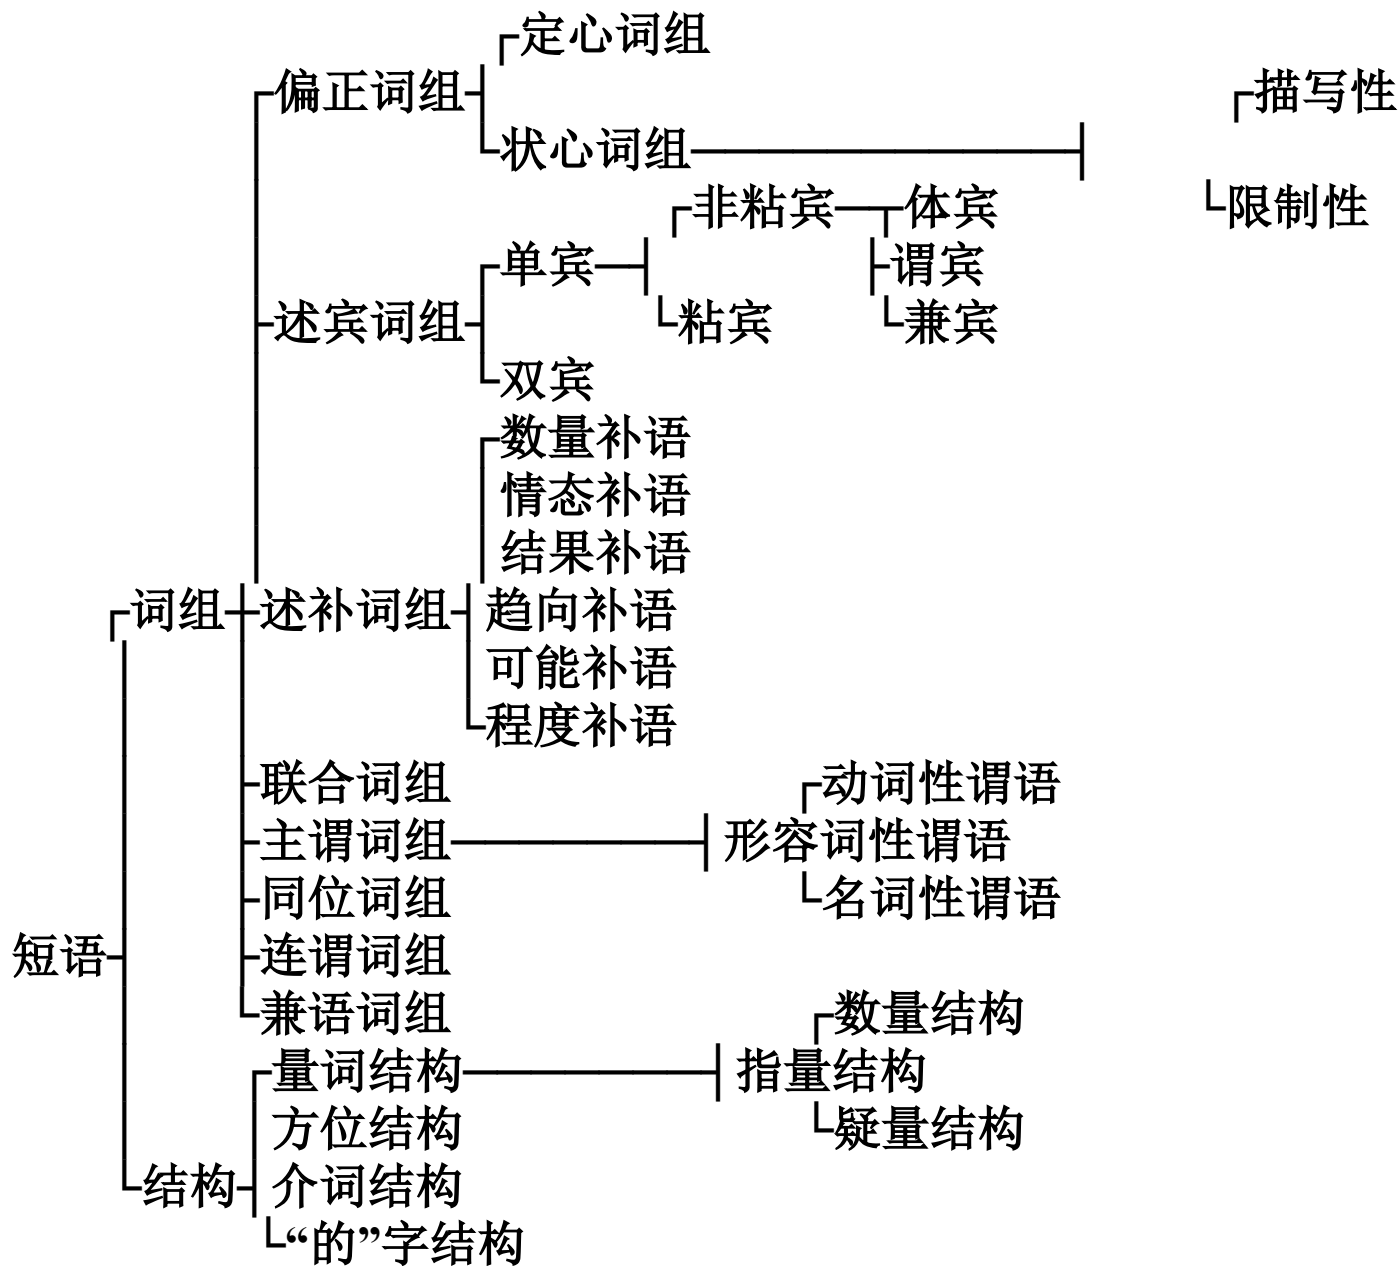 定心词组
偏正词组 描写性
状心词组
非粘宾 体宾 限制性
单宾 谓宾
述宾词组 粘宾 兼宾
双宾
数量补语
情态补语
结果补语
词组 述补词组 趋向补语
可能补语
程度补语
联合词组 动词性谓语
主谓词组 形容词性谓语
同位词组 名词性谓语
短语 连谓词组
兼语词组 数量结构
量词结构 指量结构
方位结构 疑量结构
结构 介词结构
“的”字结构